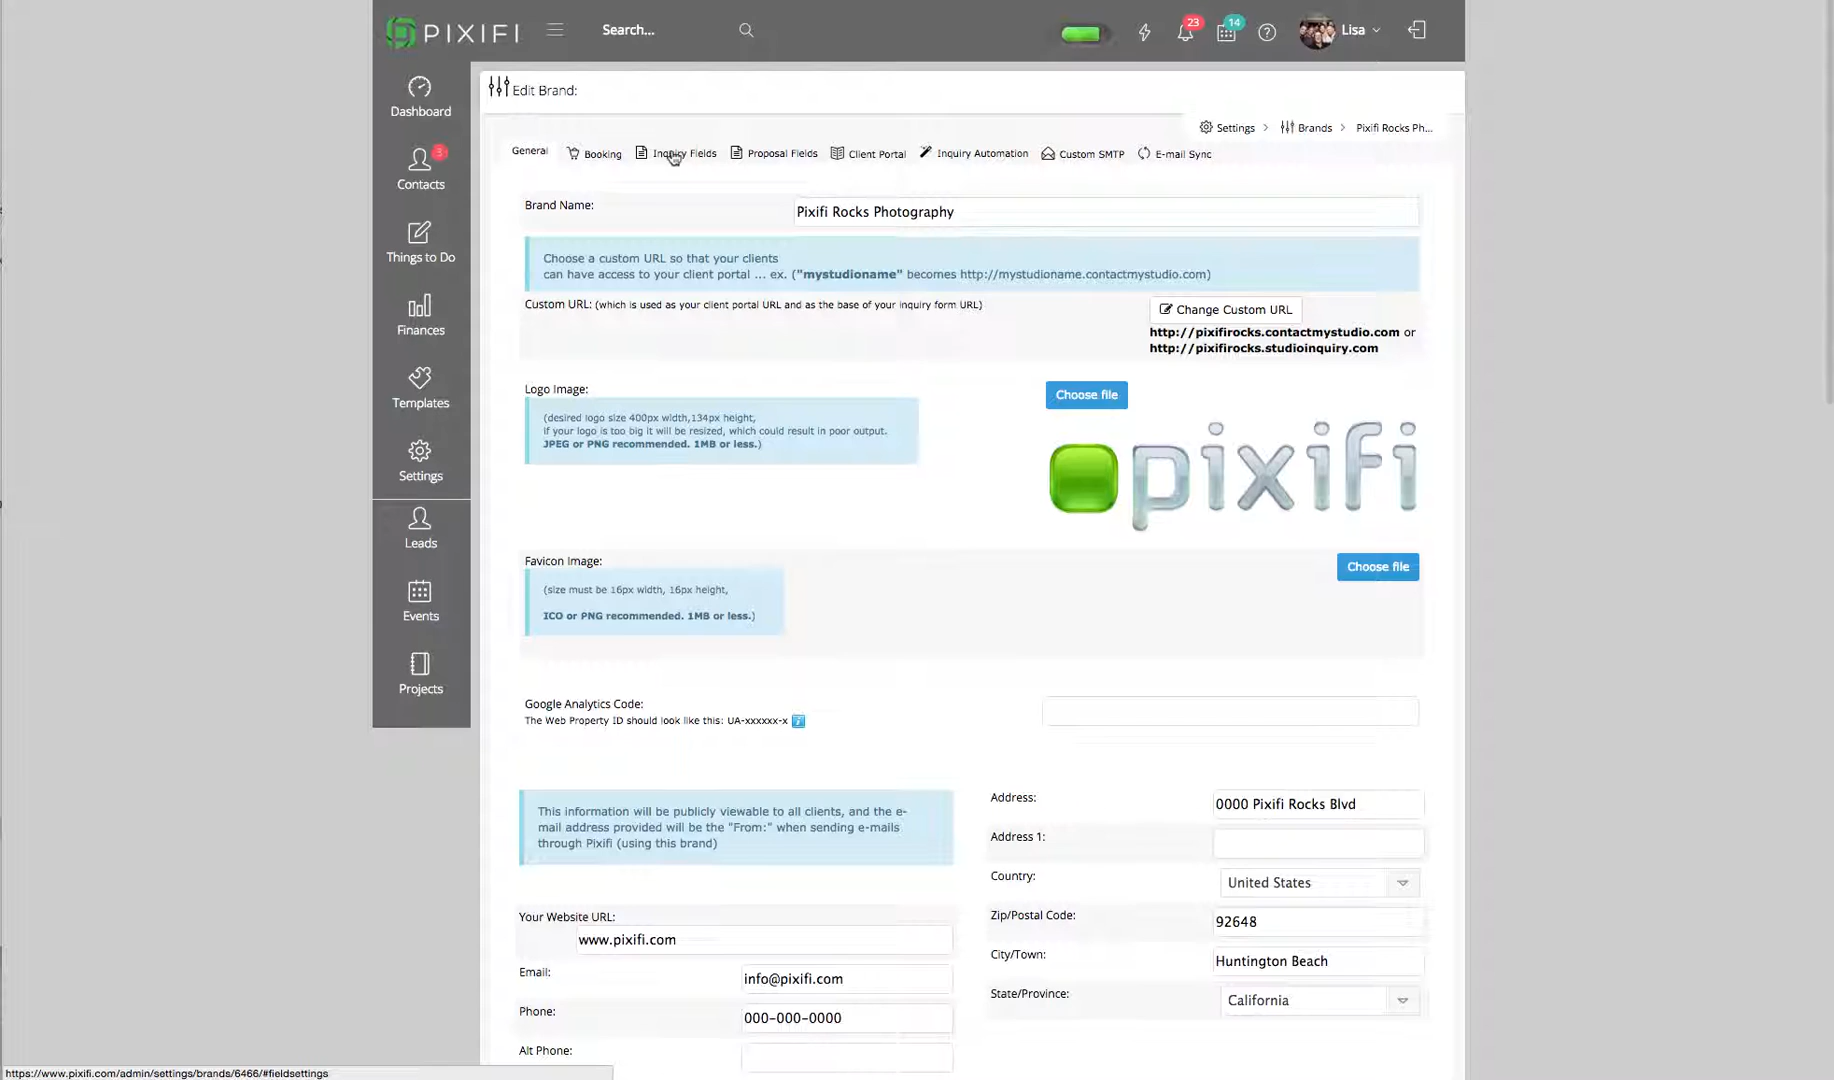 PIXIFI
Search...
23
14
Lisa
Dashboard
3
Contacts
Things to Do
Finances
Templates
Settings
Leads
Events
Projects
Edit Brand:
Settings > Brands > Pixifi Rocks Ph...
General Booking Inquiry Fields Proposal Fields Client Portal Inquiry Automation Custom SMTP E-mail Sync
Brand Name:
Pixifi Rocks Photography
Choose a custom URL so that your clients
can have access to your client portal ... ex. ("mystudioname" becomes http://mystudioname.contactmystudio.com)
Custom URL: (which is used as your client portal URL and as the base of your inquiry form URL)
Change Custom URL
http://pixifirocks.contactmystudio.com or
http://pixifirocks.studioinquiry.com
Logo Image:
(desired logo size 400px width,134px height,
if your logo is too big it will be resized, which could result in poor output.
JPEG or PNG recommended. 1MB or less.)
Choose file
pixifi
Favicon Image:
(size must be 16px width, 16px height,
ICO or PNG recommended. 1MB or less.)
Choose file
Google Analytics Code:
The Web Property ID should look like this: UA-xxxxxx-x
This information will be publicly viewable to all clients, and the e-
mail address provided will be the "From:" when sending e-mails
through Pixifi (using this brand)
Your Website URL:
www.pixifi.com
Email:
info@pixifi.com
Phone:
000-000-0000
Alt Phone:
Address:
0000 Pixifi Rocks Blvd
Address 1:
Country:
United States
Zip/Postal Code:
92648
City/Town:
Huntington Beach
State/Province:
California
https://www.pixifi.com/admin/settings/brands/6466/#fieldsettings